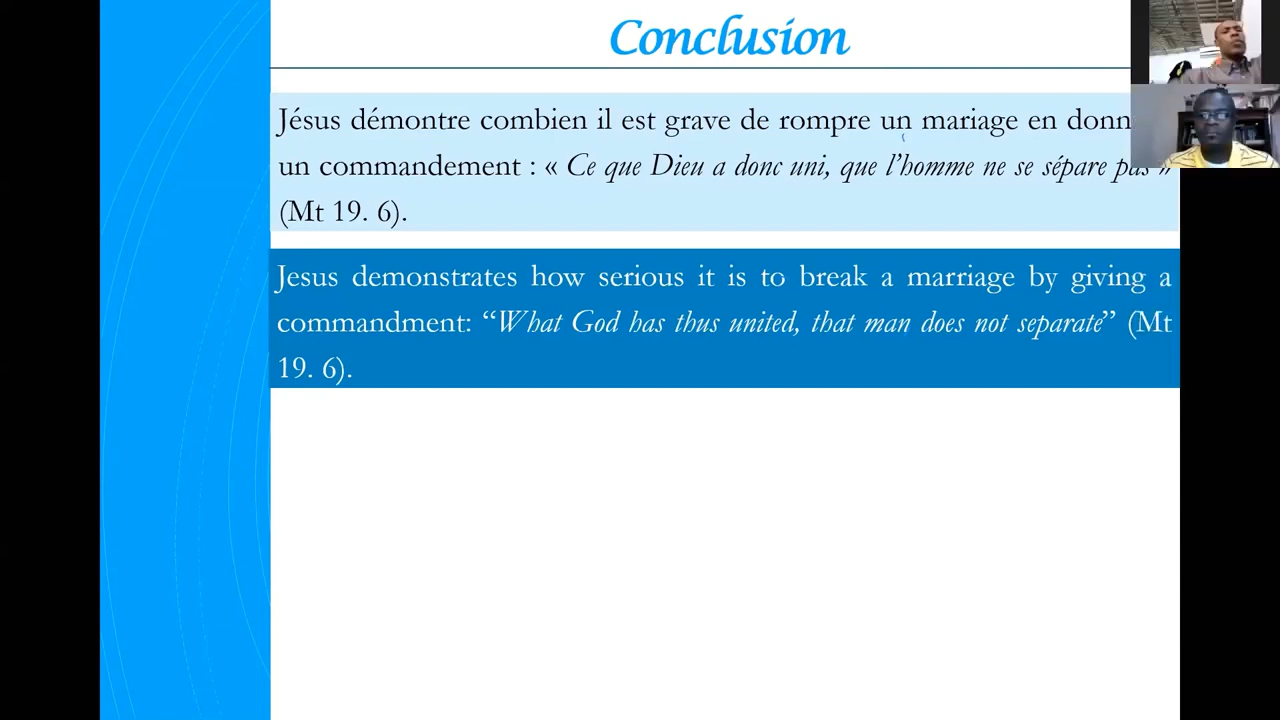 Conclusion
Jésus démontre combien il est grave de rompre un mariage en donn
un commandement : « Ce que Dieu a donc uni, que l’homme ne se sépare pas »
(Mt 19. 6).
Jesus demonstrates how serious it is to break a marriage by giving a
commandment: “What God has thus united, that man does not separate” (Mt
19. 6).